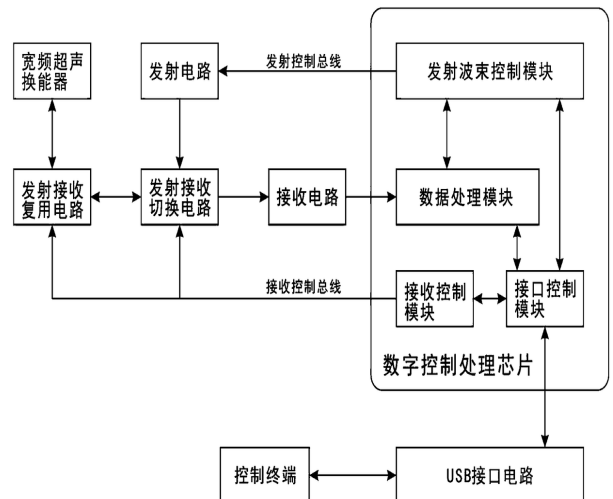 宽频超声
换能器
发射电路
发射控制总线
发射波束控制模块
发射接收
复用电路
发射接收
切换电路
接收电路
数据处理模块
接收控制总线
接收控制
模块
接口控制
模块
数字控制处理芯片
控制终端
USB接口电路